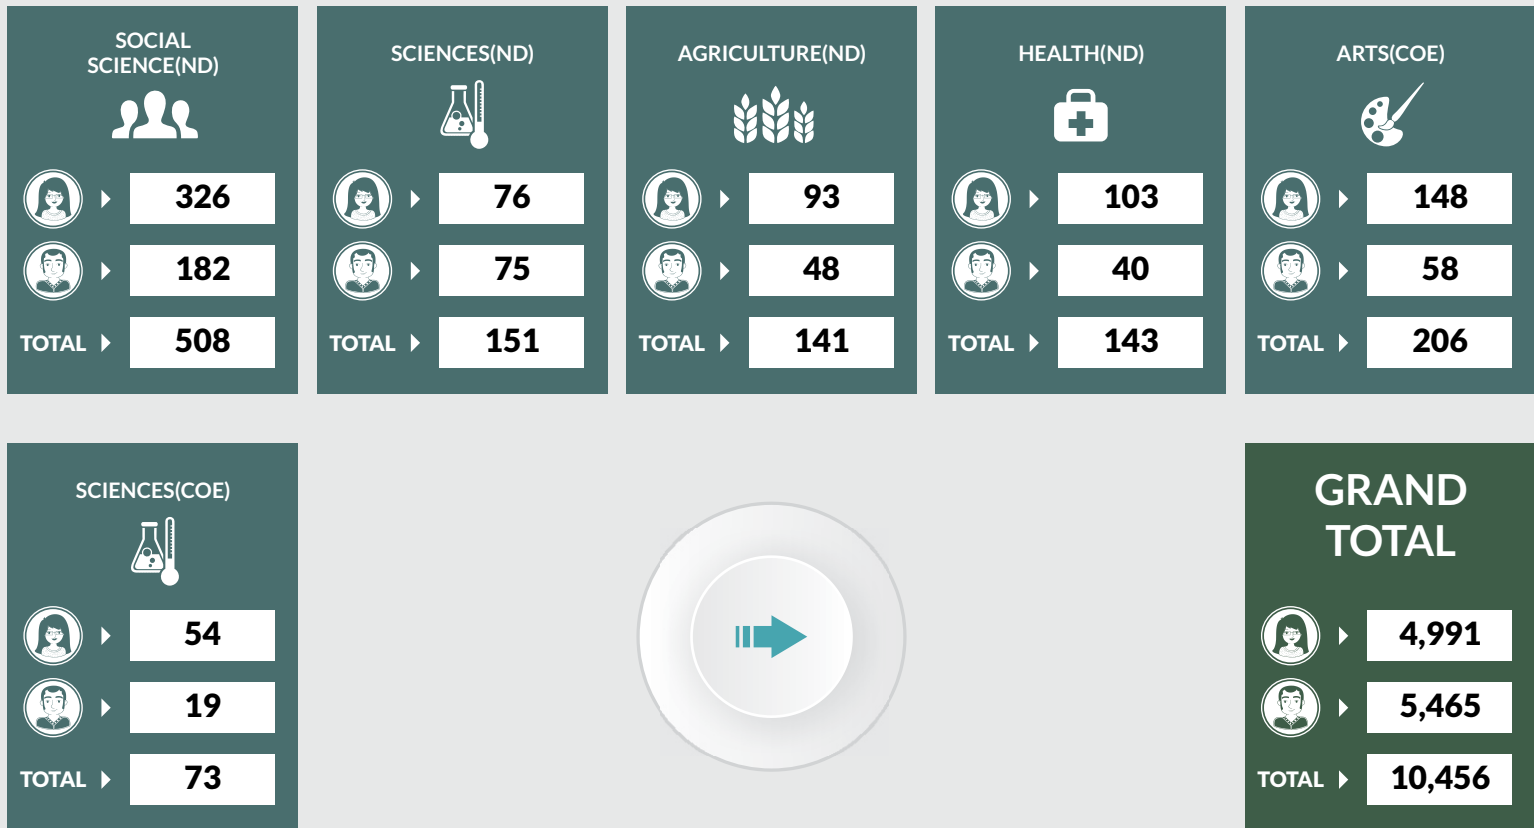 SOCIAL
SCIENCE(ND)
326
182
TOTAL 508
SCIENCES(ND)
76
75
TOTAL 151
AGRICULTURE(ND)
93
48
TOTAL 141
HEALTH(ND)
103
40
TOTAL 143
ARTS(COE)
148
58
TOTAL 206
SCIENCES(COE)
54
19
TOTAL 73
GRAND
TOTAL
4,991
5,465
TOTAL 10,456